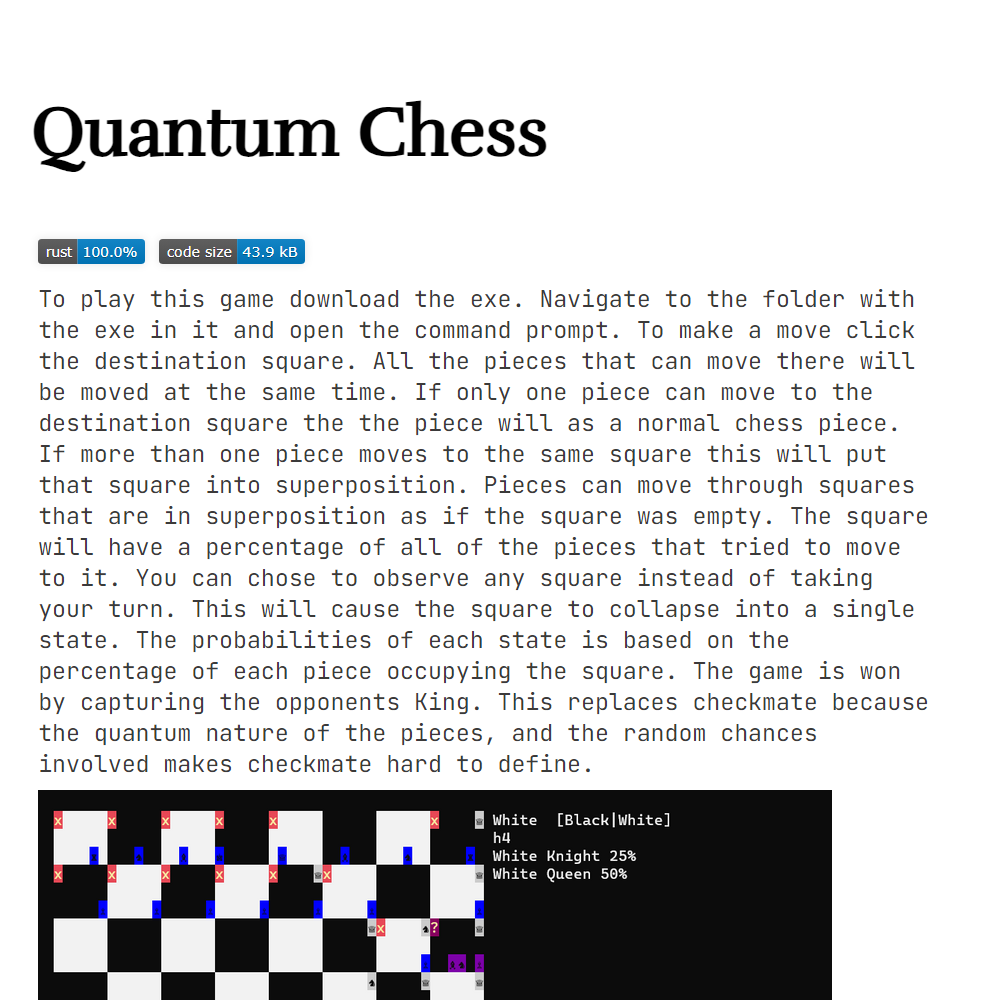 Quantum Chess
rust 100.0% code size 43.9 kB
To play this game download the exe. Navigate to the folder with
the exe in it and open the command prompt. To make a move click
the destination square. All the pieces that can move there will
be moved at the same time. If only one piece can move to the
destination square the the piece will as a normal chess piece.
If more than one piece moves to the same square this will put
that square into superposition. Pieces can move through squares
that are in superposition as if the square was empty. The square
will have a percentage of all of the pieces that tried to move
to it. You can chose to observe any square instead of taking
your turn. This will cause the square to collapse into a single
state. The probabilities of each state is based on the
percentage of each piece occupying the square. The game is won
by capturing the opponents King. This replaces checkmate because
the quantum nature of the pieces, and the random chances
involved makes checkmate hard to define.
x x x x x x
White [Black|White]
h4
White Knight 25%
White Queen 50%
x x x x x x
x ?